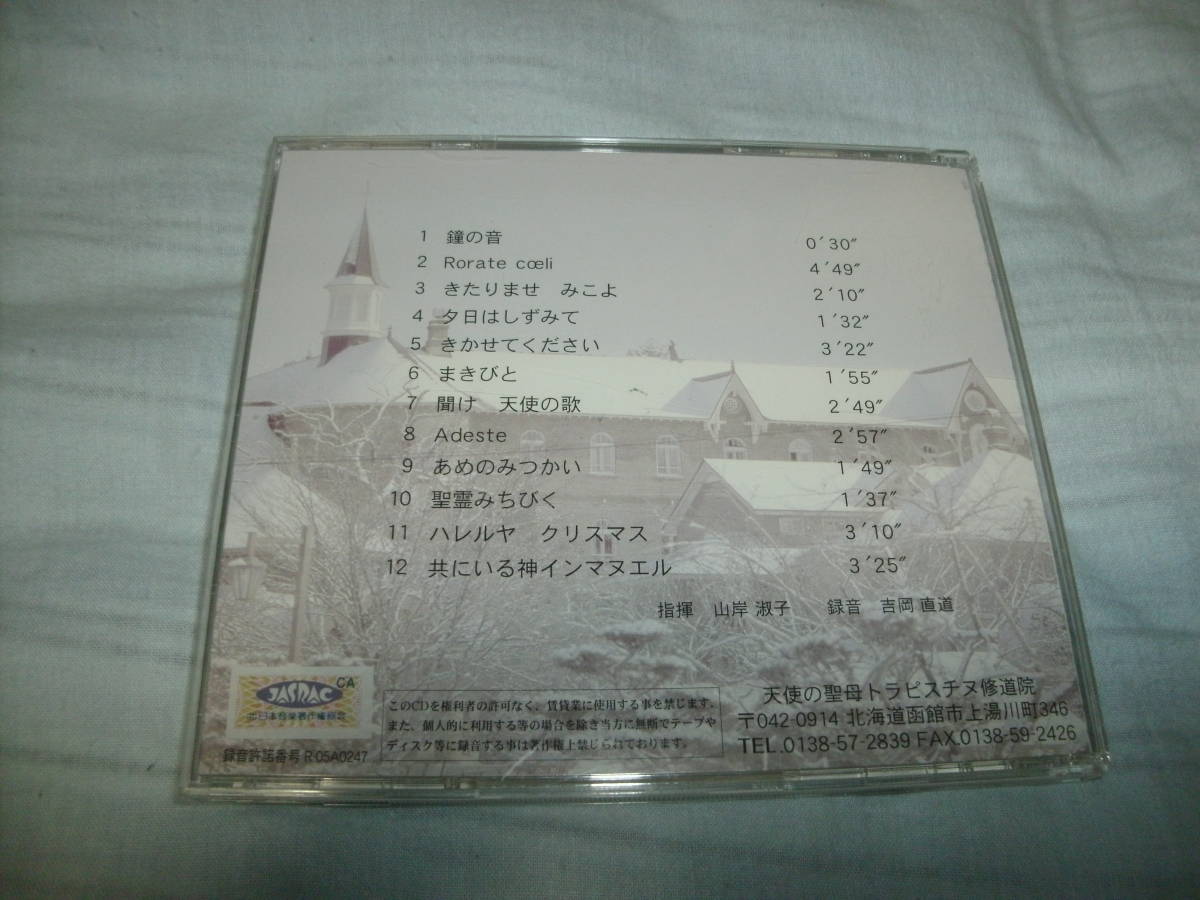 1 鐘の音 0′30″
2 Rorate cœli 4′49″
3 きたりませ　みこよ 2′10″
4 夕日はしずみて 1′32″
5 きかせてください 3′22″
6 まきびと 1′55″
7 聞け　天使の歌 2′49″
8 Adeste 2′57″
9 あめのみつかい 1′49″
10 聖霊みちびく 1′37″
11 ハレルヤ　クリスマス 3′10″
12 共にいる神インマヌエル 3′25″
指揮　山岸 淑子　録音　吉岡 直道
CA
JASRAC
日本音楽著作権協会
録音許諾番号 R-05A0247
このCDを権利者の許可なく、賃貸業に使用する事を禁じます。
また、個人的に利用する等の場合を除き当方に無断でテープや
ディスク等に録音する事は著作権上禁じられております。
天使の聖母トラピスチヌ修道院
〒042-0914 北海道函館市上湯川町346
TEL.0138-57-2839 FAX.0138-59-2426